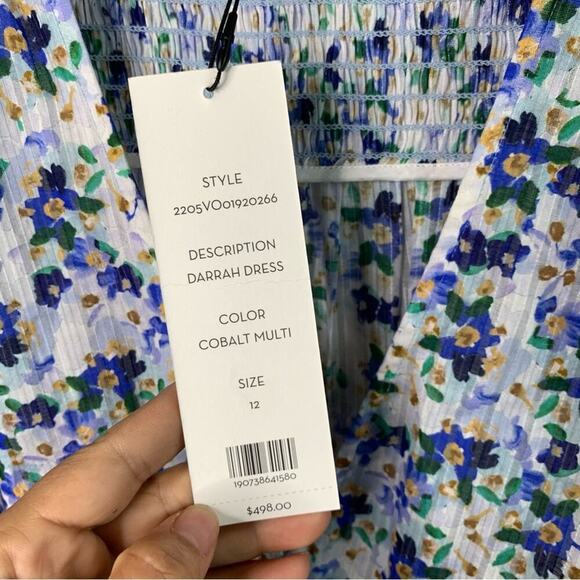 STYLE
2205VO01920266
DESCRIPTION
DARRAH DRESS
COLOR
COBALT MULTI
SIZE
12
190738641580
$498.00